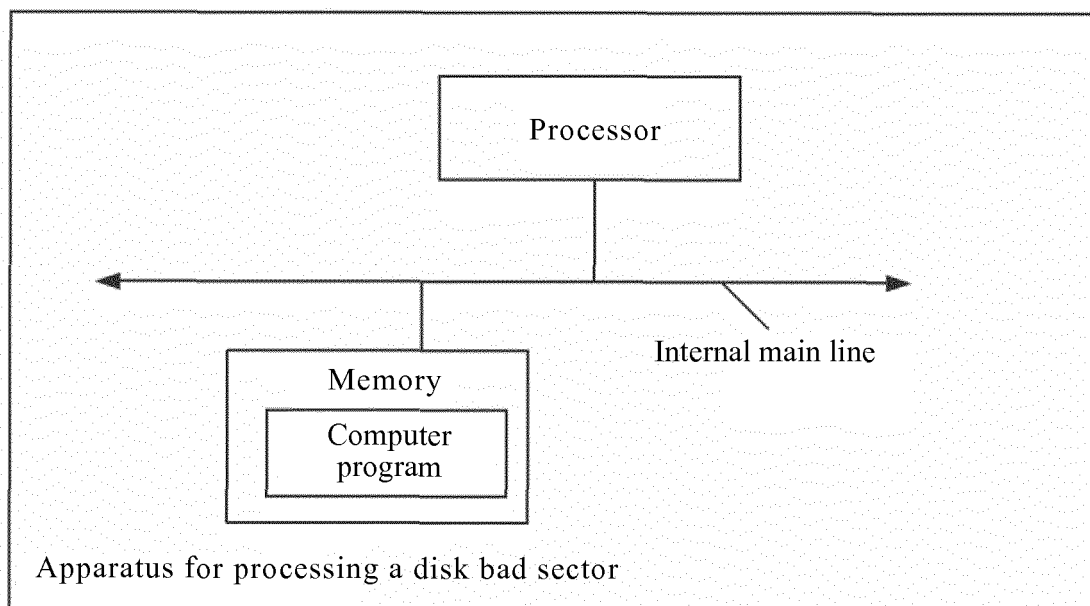 Processor
Internal main line
Memory
Computer
program
Apparatus for processing a disk bad sector